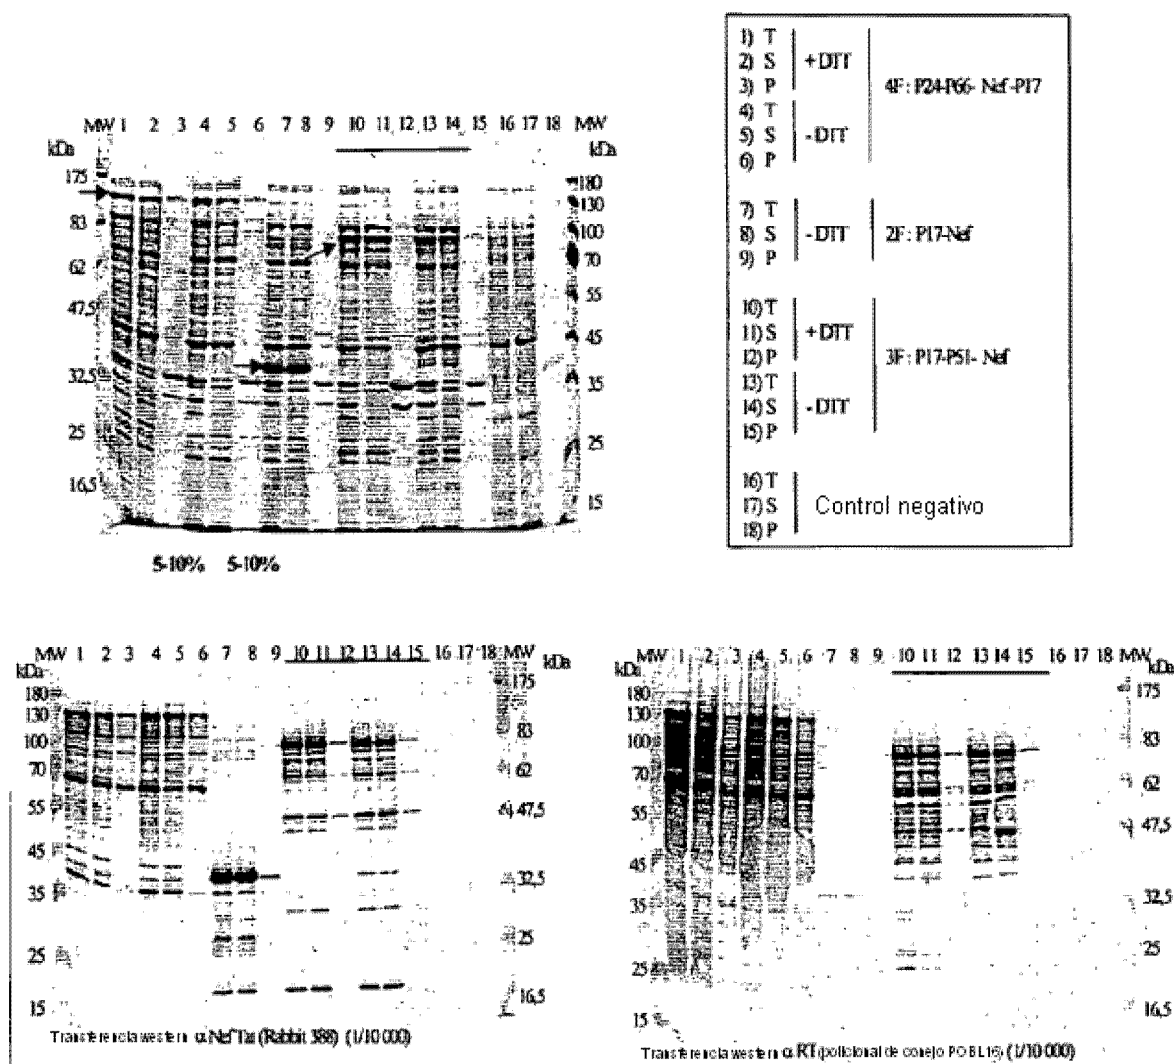 1) T
2) S
3) P
+DTT
4) T
5) S
6) P
-DTT
4F: P24-P66- Nef -P17
7) T
8) S
9) P
-DTT
2F: P17-Nef
10) T
11) S
12) P
+DTT
13) T
14) S
15) P
-DTT
3F: P17-P51- Nef
16) T
17) S
18) P
Control negativo
MW 1 2 3 4 5 6 7 8 9 10 11 12 13 14 15 16 17 18 MW
kDa kDa
175 180
130
83 100
62 70
55
47,5 45
32,5 35
25 25
16,5 15
5-10% 5-10%
MW 1 2 3 4 5 6 7 8 9 10 11 12 13 14 15 16 17 18 MW
kDa kDa
180 175
130
100 83
70 62
55 47,5
45
35 32,5
25 25
15 16,5
Transferencia western α Nef Tat (Rabbit 388) (1/10 000)
MW 1 2 3 4 5 6 7 8 9 10 11 12 13 14 15 16 17 18 MW
kDa kDa
180 175
130
100 83
70 62
55 47,5
45
35 32,5
25 25
15 16,5
Transferencia western α RT (policlonal de conejo PO BL16) (1/10 000)